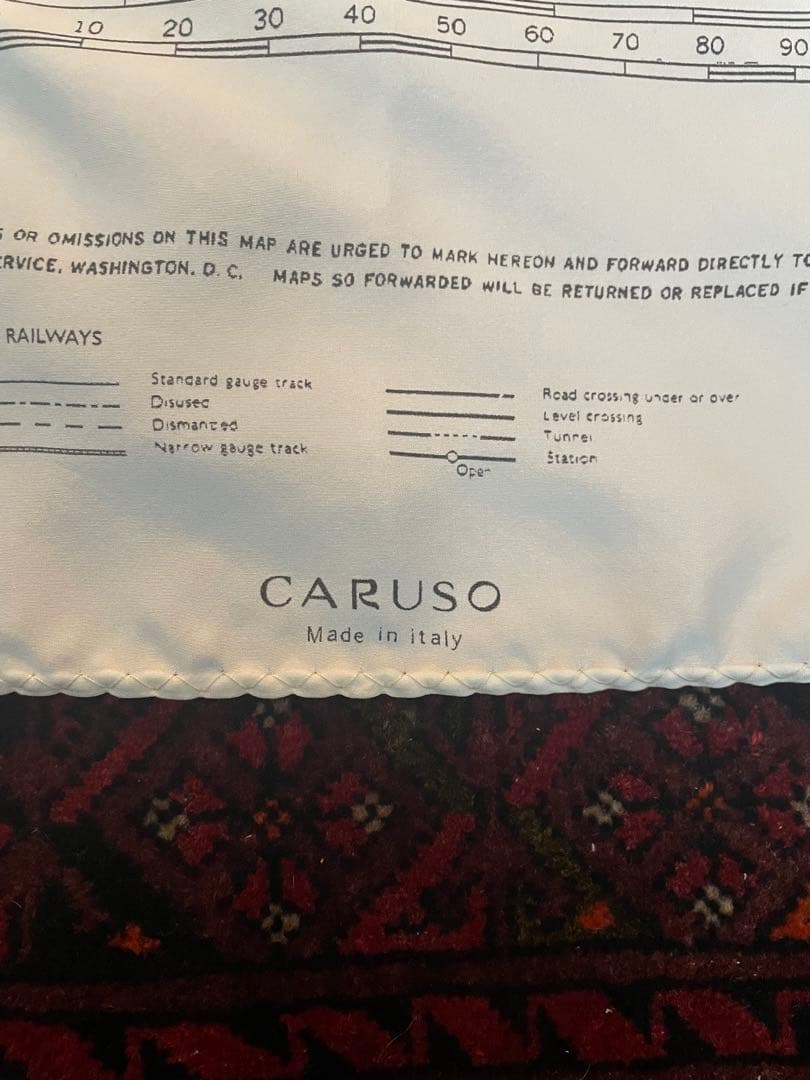 10 20 30 40 50 60 70 80 90
OR OMISSIONS ON THIS MAP ARE URGED TO MARK HEREON AND FORWARD DIRECTLY TO
RVICE, WASHINGTON, D. C. MAPS SO FORWARDED WILL BE RETURNED OR REPLACED IF
RAILWAYS
Standard gauge track
Disused
Dismantled
Narrow gauge track
Road crossing under or over
Level crossing
Tunnel
Station
Open
CARUSO
Made in italy